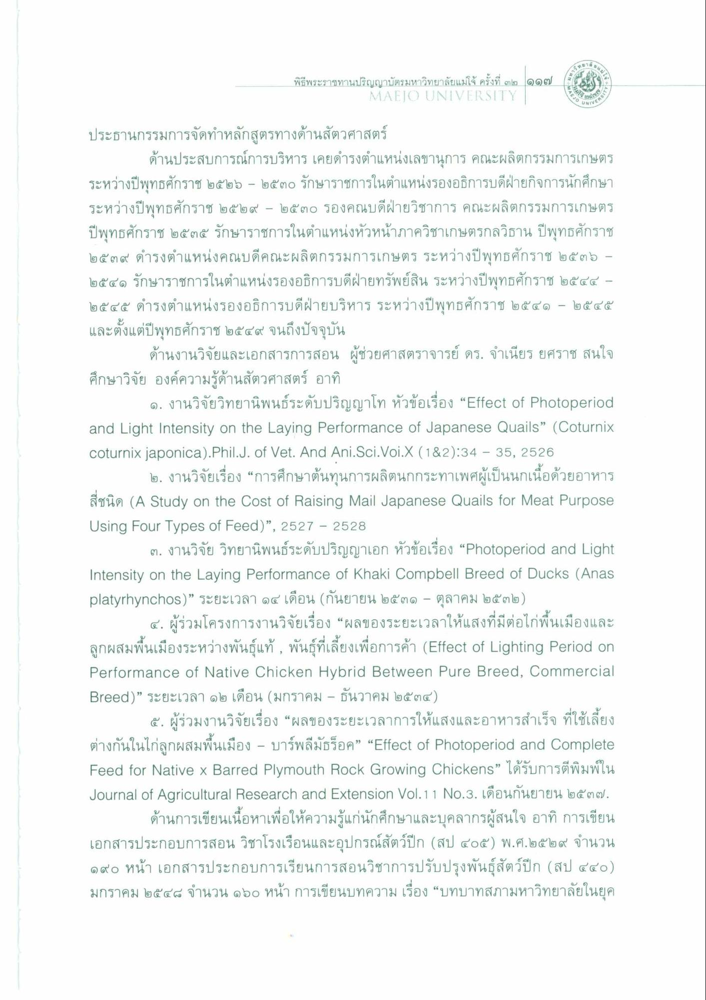 พิธีพระราชทานปริญญาบัตรมหาวิทยาลัยแม่โจ้ ครั้งที่ ๓๒ ๑๑๗
MAEJO UNIVERSITY
มหาวิทยาลัยแม่โจ้
แม่โจ้ ๒๔๗๗
MAEJO UNIVERSITY
ประธานกรรมการจัดทำหลักสูตรทางด้านสัตวศาสตร์
ด้านประสบการณ์การบริหาร เคยดำรงตำแหน่งเลขานุการ คณะผลิตกรรมการเกษตร
ระหว่างปีพุทธศักราช ๒๕๒๖ – ๒๕๓๐ รักษาราชการในตำแหน่งรองอธิการบดีฝ่ายกิจการนักศึกษา
ระหว่างปีพุทธศักราช ๒๕๒๙ – ๒๕๓๐ รองคณบดีฝ่ายวิชาการ คณะผลิตกรรมการเกษตร
ปีพุทธศักราช ๒๕๓๕ รักษาราชการในตำแหน่งหัวหน้าภาควิชาเกษตรกลวิธาน ปีพุทธศักราช
๒๕๓๙ ดำรงตำแหน่งคณบดีคณะผลิตกรรมการเกษตร ระหว่างปีพุทธศักราช ๒๕๓๖ –
๒๕๔๑ รักษาราชการในตำแหน่งรองอธิการบดีฝ่ายทรัพย์สิน ระหว่างปีพุทธศักราช ๒๕๔๔ –
๒๕๔๕ ดำรงตำแหน่งรองอธิการบดีฝ่ายบริหาร ระหว่างปีพุทธศักราช ๒๕๔๑ – ๒๕๔๕
และตั้งแต่ปีพุทธศักราช ๒๕๔๙ จนถึงปัจจุบัน
ด้านงานวิจัยและเอกสารการสอน ผู้ช่วยศาสตราจารย์ ดร. จำเนียร ยศราช สนใจ
ศึกษาวิจัย องค์ความรู้ด้านสัตวศาสตร์ อาทิ
๑. งานวิจัยวิทยานิพนธ์ระดับปริญญาโท หัวข้อเรื่อง “Effect of Photoperiod
and Light Intensity on the Laying Performance of Japanese Quails” (Coturnix
coturnix japonica).Phil.J. of Vet. And Ani.Sci.Voi.X (1&2):34 – 35, 2526
๒. งานวิจัยเรื่อง “การศึกษาต้นทุนการผลิตนกกระทาเพศผู้เป็นนกเนื้อด้วยอาหาร
สี่ชนิด (A Study on the Cost of Raising Mail Japanese Quails for Meat Purpose
Using Four Types of Feed)”, 2527 – 2528
๓. งานวิจัย วิทยานิพนธ์ระดับปริญญาเอก หัวข้อเรื่อง “Photoperiod and Light
Intensity on the Laying Performance of Khaki Compbell Breed of Ducks (Anas
platyrhynchos)” ระยะเวลา ๑๔ เดือน (กันยายน ๒๕๓๑ – ตุลาคม ๒๕๓๒)
๔. ผู้ร่วมโครงการงานวิจัยเรื่อง “ผลของระยะเวลาให้แสงที่มีต่อไก่พื้นเมืองและ
ลูกผสมพื้นเมืองระหว่างพันธุ์แท้ , พันธุ์ที่เลี้ยงเพื่อการค้า (Effect of Lighting Period on
Performance of Native Chicken Hybrid Between Pure Breed, Commercial
Breed)” ระยะเวลา ๑๒ เดือน (มกราคม – ธันวาคม ๒๕๓๔)
๕. ผู้ร่วมงานวิจัยเรื่อง “ผลของระยะเวลาการให้แสงและอาหารสำเร็จ ที่ใช้เลี้ยง
ต่างกันในไก่ลูกผสมพื้นเมือง – บาร์พลีมัธร็อค” “Effect of Photoperiod and Complete
Feed for Native x Barred Plymouth Rock Growing Chickens” ได้รับการตีพิมพ์ใน
Journal of Agricultural Research and Extension Vol.11 No.3. เดือนกันยายน ๒๕๓๗.
ด้านการเขียนเนื้อหาเพื่อให้ความรู้แก่นักศึกษาและบุคลากรผู้สนใจ อาทิ การเขียน
เอกสารประกอบการสอน วิชาโรงเรือนและอุปกรณ์สัตว์ปีก (สป ๔๐๕) พ.ศ.๒๕๒๙ จำนวน
๑๙๐ หน้า เอกสารประกอบการเรียนการสอนวิชาการปรับปรุงพันธุ์สัตว์ปีก (สป ๔๔๐)
มกราคม ๒๕๔๘ จำนวน ๑๖๐ หน้า การเขียนบทความ เรื่อง “บทบาทสภามหาวิทยาลัยในยุค